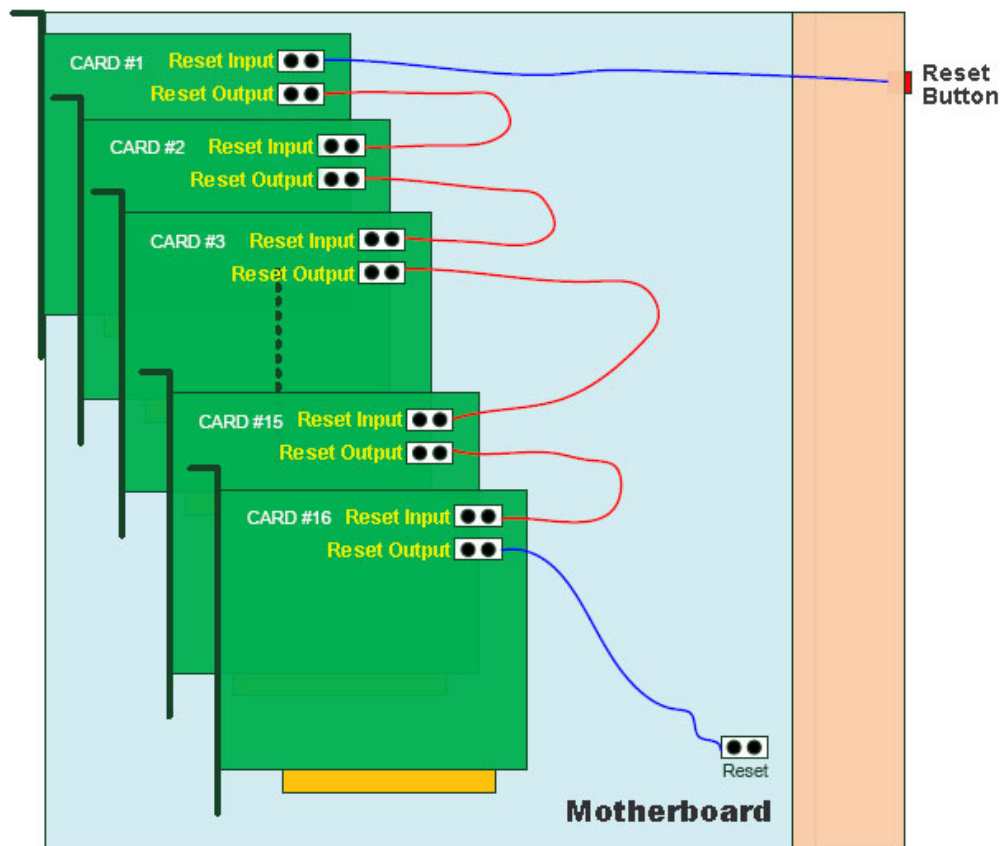 CARD #1 Reset Input
Reset Output
Reset
Button
CARD #2 Reset Input
Reset Output
CARD #3 Reset Input
Reset Output
CARD #15 Reset Input
Reset Output
CARD #16 Reset Input
Reset Output
Reset
Motherboard